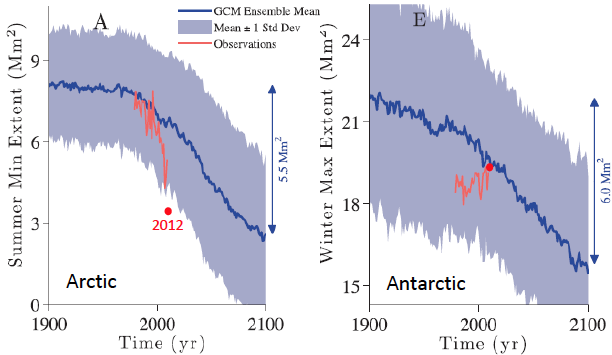 A
GCM Ensemble Mean
Mean ± 1 Std Dev
Observations
Summer Min Extent (Mm²)
9
6
3
0
5.5 Mm²
2012
Arctic
1900
2000
2100
Time (yr)
E
Winter Max Extent (Mm²)
24
21
18
15
6.0 Mm²
Antarctic
1900
2000
2100
Time (yr)